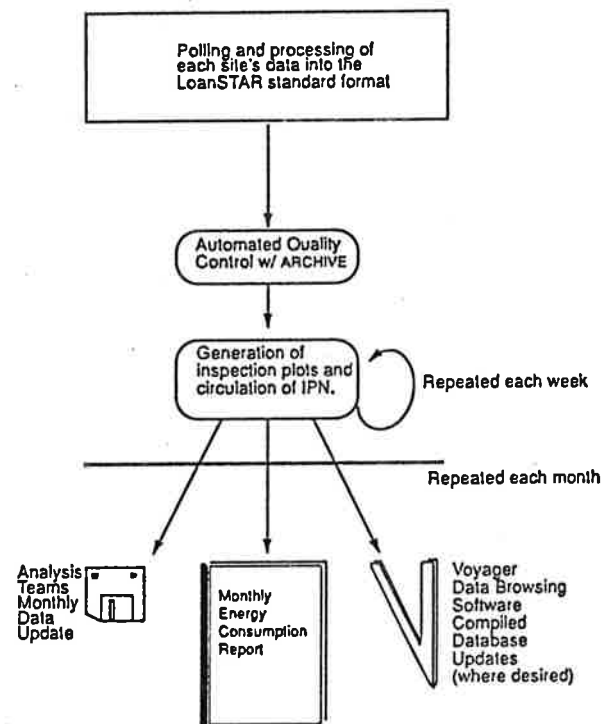 Polling and processing of
each site's data into the
LoanSTAR standard format
Automated Quality
Control w/ ARCHIVE
Generation of
inspection plots and
circulation of IPN.
Repeated each week
Repeated each month
Analysis
Teams
Monthly
Data
Update
Monthly
Energy
Consumption
Report
Voyager
Data Browsing
Software
Compiled
Database
Updates
(where desired)